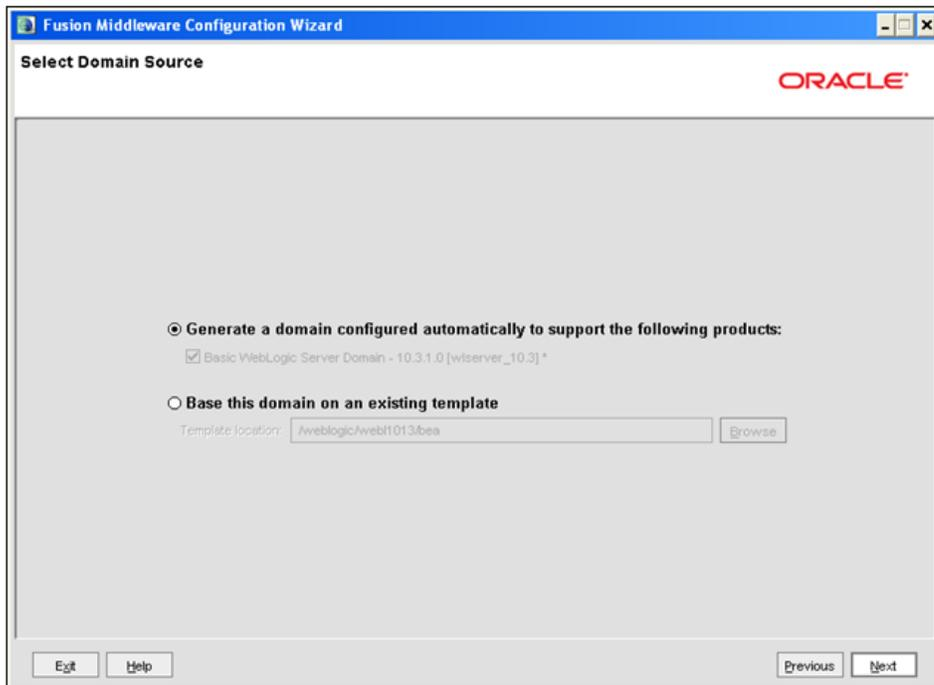 Fusion Middleware Configuration Wizard
Select Domain Source
ORACLE
Generate a domain configured automatically to support the following products:
Basic WebLogic Server Domain - 10.3.1.0 [wlserver_10.3] *
Base this domain on an existing template
Template location: /weblogic/webl1013/bea Browse
Exit Help Previous Next